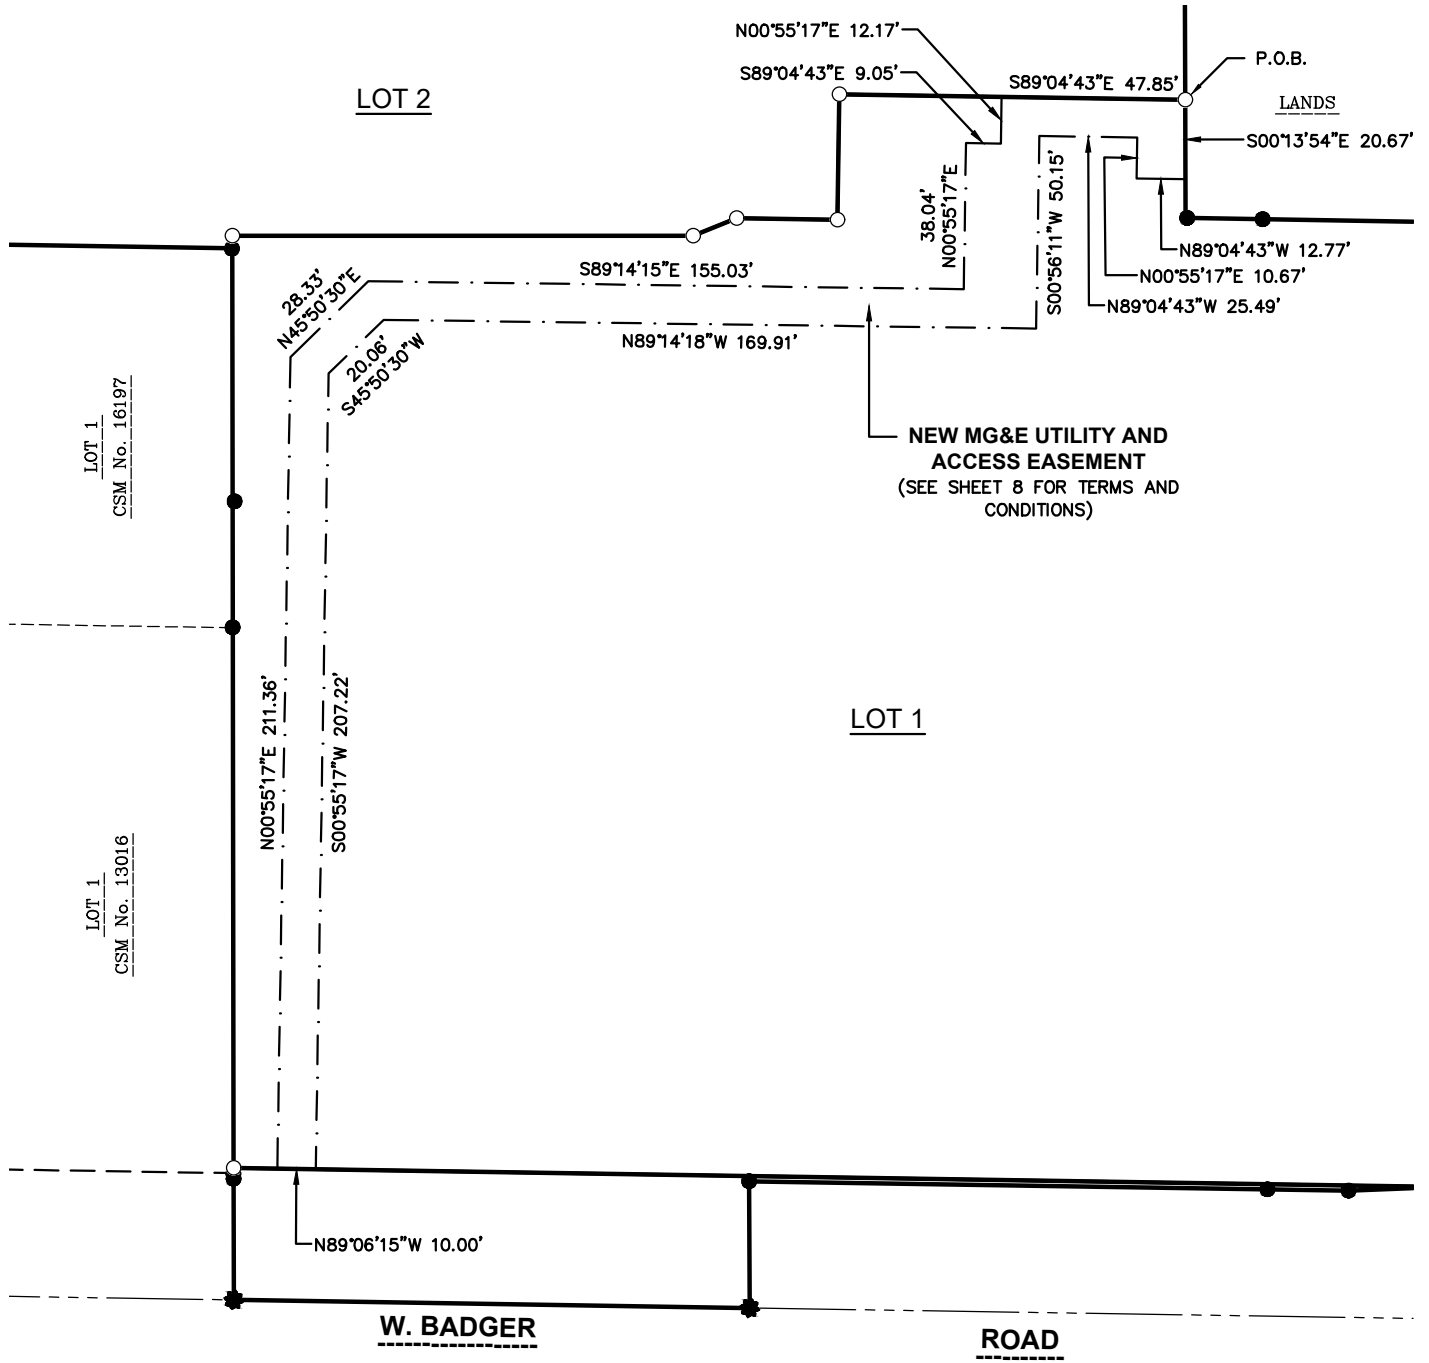 N00°55'17"E 12.17'
P.O.B.
S89°04'43"E 9.05'
S89°04'43"E 47.85'
LOT 2
LANDS
S00°13'54"E 20.67'
38.04'
N00°55'17"E
S00°56'11"W 50.15'
N89°04'43"W 12.77'
N00°55'17"E 10.67'
N89°04'43"W 25.49'
S89°14'15"E 155.03'
28.33'
N45°50'30"E
N89°14'18"W 169.91'
20.06'
S45°50'30"W
LOT 1
CSM No. 16197
NEW MG&E UTILITY AND
ACCESS EASEMENT
(SEE SHEET 8 FOR TERMS AND
CONDITIONS)
N00°55'17"E 211.36'
S00°55'17"W 207.22'
LOT 1
LOT 1
CSM No. 13016
N89°06'15"W 10.00'
W. BADGER ROAD